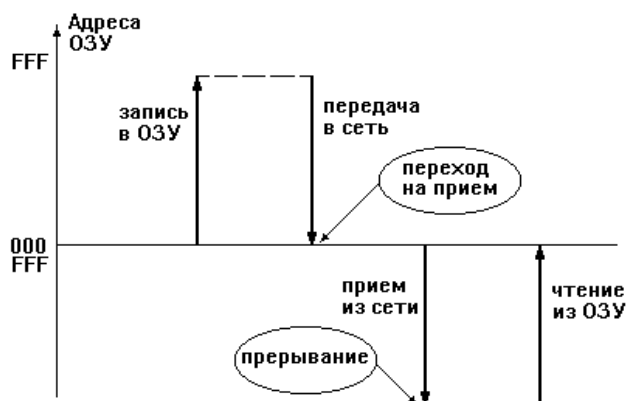 Адреса
ОЗУ
FFF
запись
в ОЗУ
передача
в сеть
переход
на прием
000
FFF
прием
из сети
чтение
из ОЗУ
прерывание